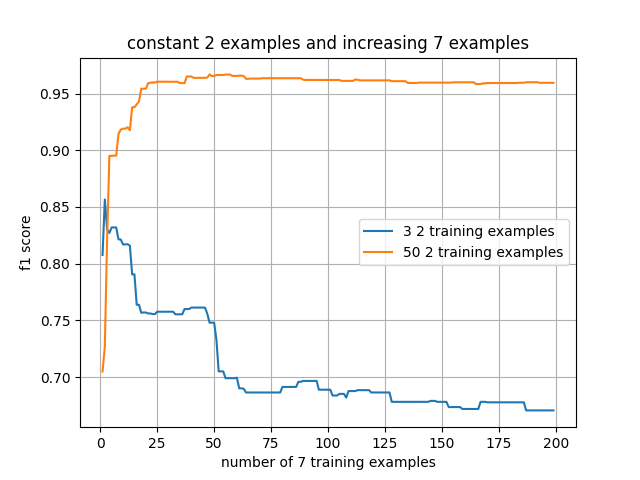 constant 2 examples and increasing 7 examples
0.95
0.90
0.85
0.80
0.75
0.70
f1 score
3 2 training examples
50 2 training examples
0 25 50 75 100 125 150 175 200
number of 7 training examples